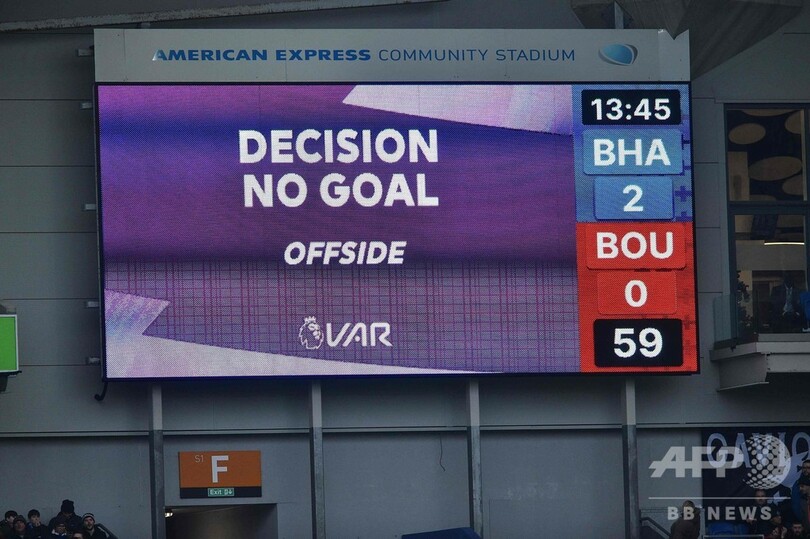 AMERICAN EXPRESS COMMUNITY STADIUM
DECISION
NO GOAL
OFFSIDE
VAR
13:45
BHA
2
BOU
0
59
S1
F
Exit
AFP
BB NEWS